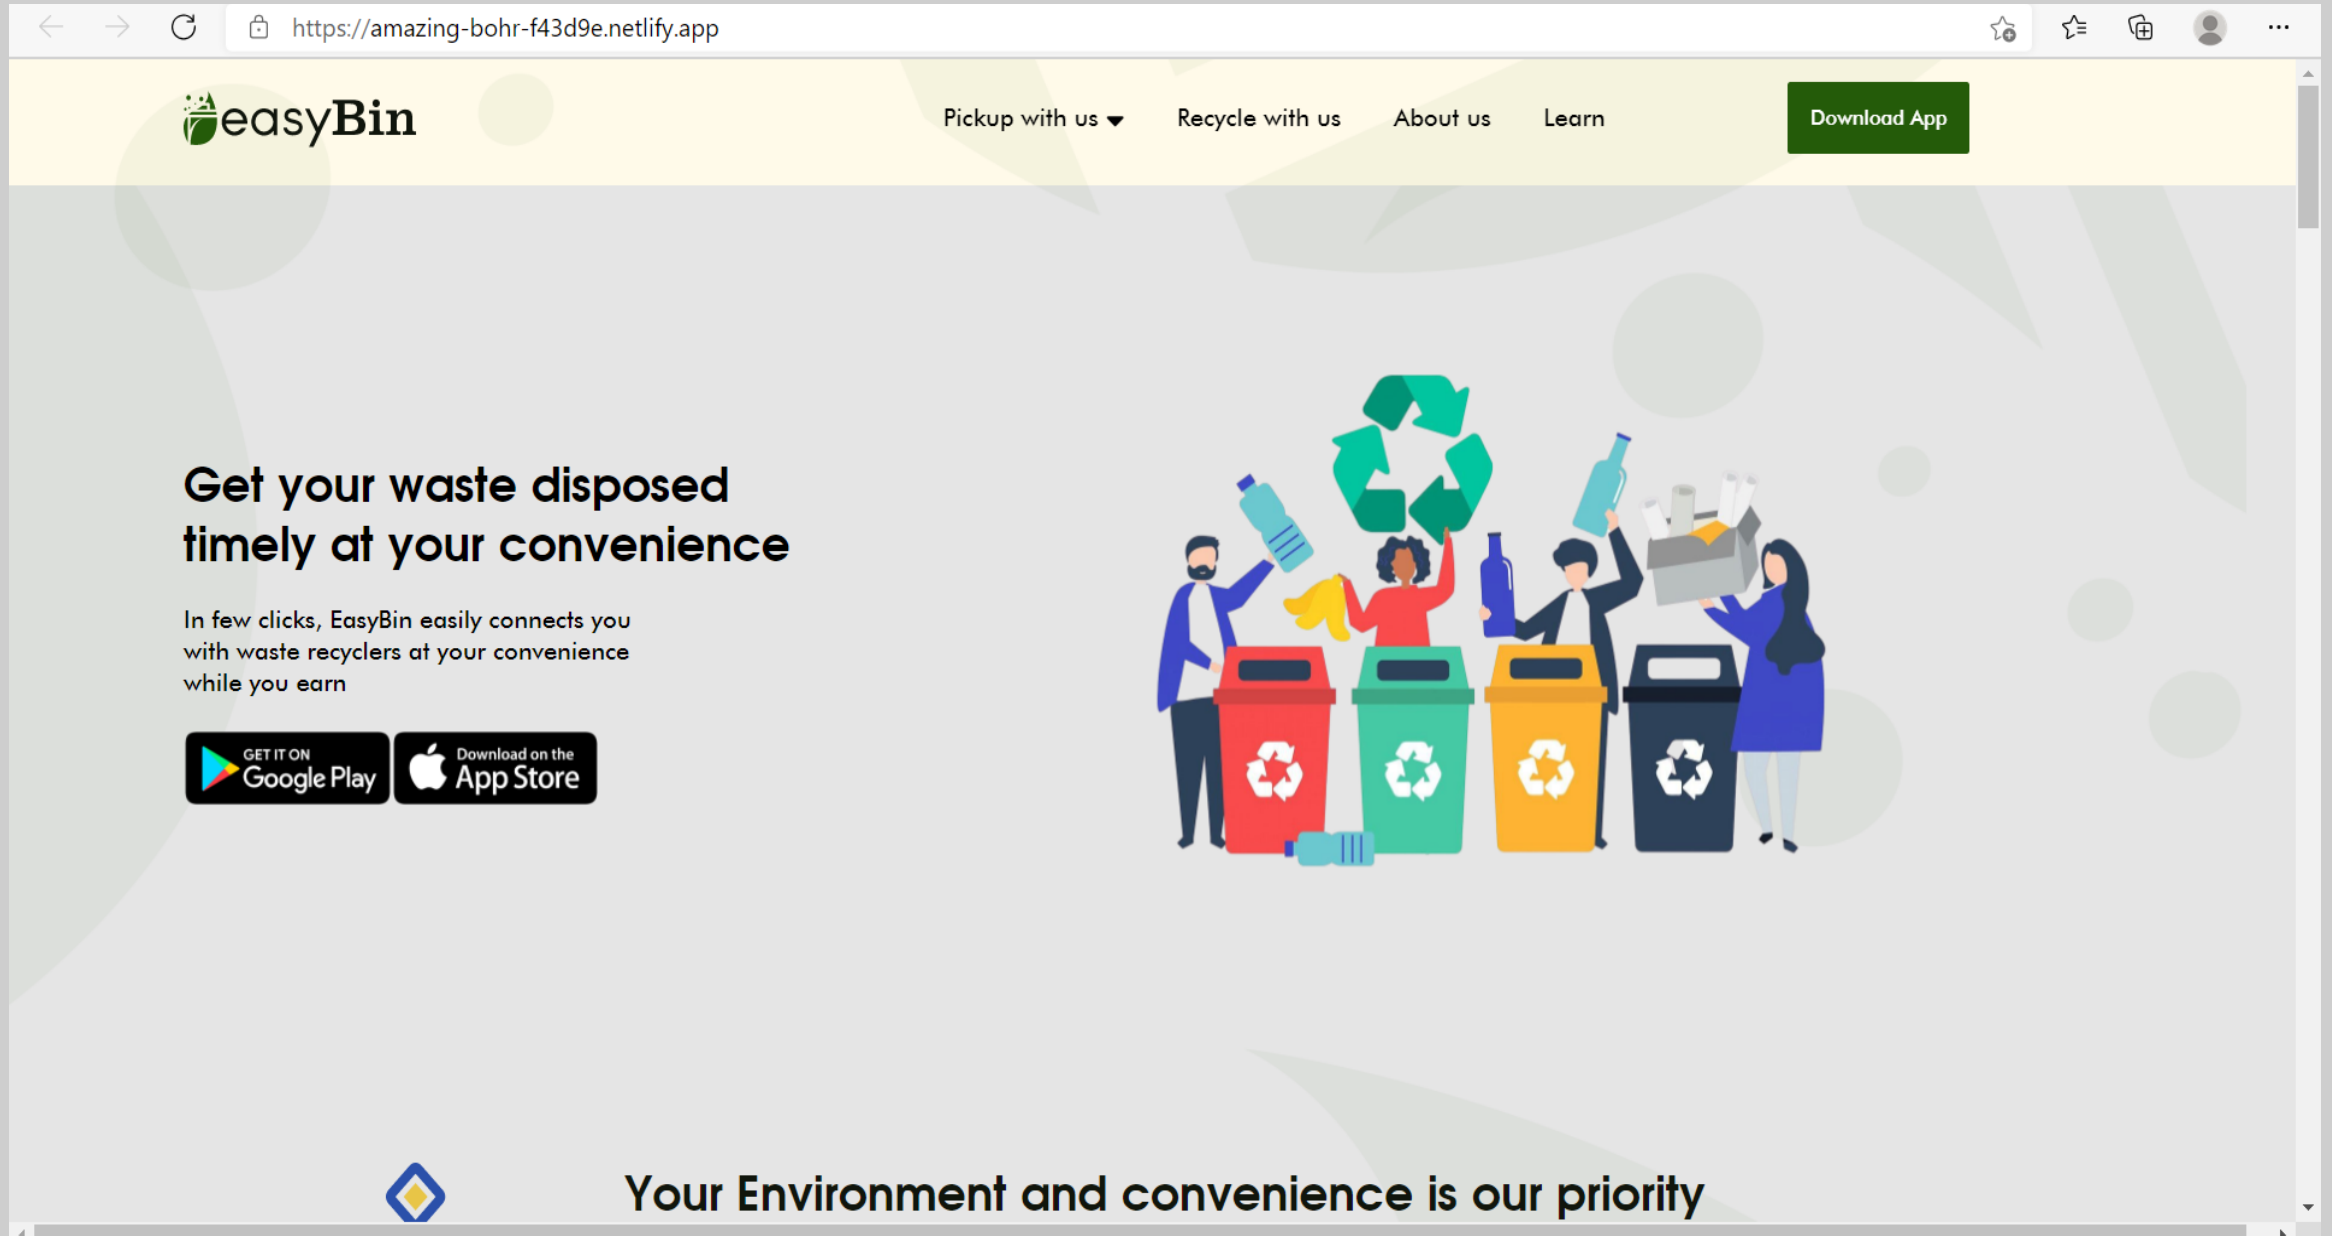 https://amazing-bohr-f43d9e.netlify.app
easyBin
Pickup with us
Recycle with us
About us
Learn
Download App
Get your waste disposed
timely at your convenience
In few clicks, EasyBin easily connects you
with waste recyclers at your convenience
while you earn
GET IT ON
Google Play
Download on the
App Store
Your Environment and convenience is our priority